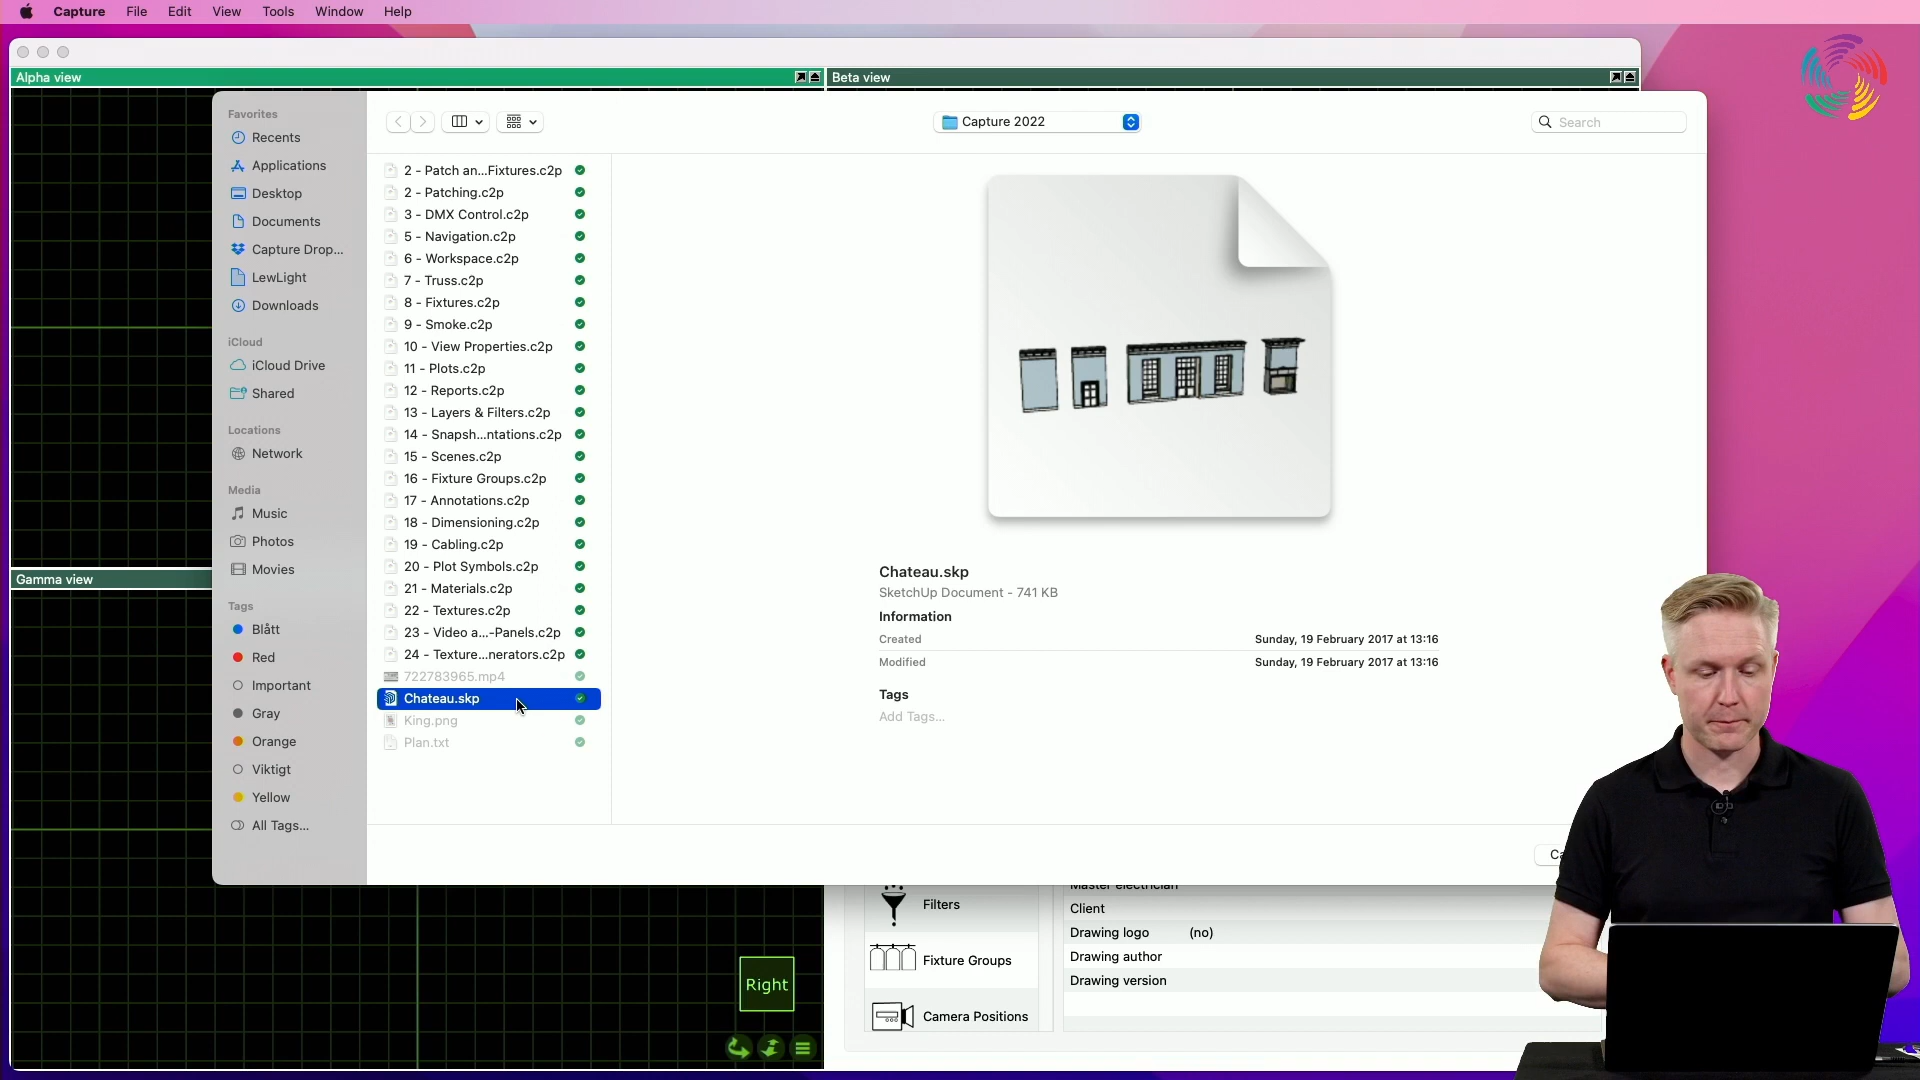 Capture File Edit View Tools Window Help
Alpha view
Beta view
Favorites
Recents
Applications
Desktop
Documents
Capture Drop...
LewLight
Downloads
iCloud
iCloud Drive
Shared
Locations
Network
Media
Music
Photos
Movies
Tags
Blått
Red
Important
Gray
Orange
Viktigt
Yellow
All Tags...
Capture 2022
Search
2 - Patch an...Fixtures.c2p
2 - Patching.c2p
3 - DMX Control.c2p
5 - Navigation.c2p
6 - Workspace.c2p
7 - Truss.c2p
8 - Fixtures.c2p
9 - Smoke.c2p
10 - View Properties.c2p
11 - Plots.c2p
12 - Reports.c2p
13 - Layers & Filters.c2p
14 - Snapsh...ntations.c2p
15 - Scenes.c2p
16 - Fixture Groups.c2p
17 - Annotations.c2p
18 - Dimensioning.c2p
19 - Cabling.c2p
20 - Plot Symbols.c2p
21 - Materials.c2p
22 - Textures.c2p
23 - Video a...-Panels.c2p
24 - Texture...nerators.c2p
722783965.mp4
Chateau.skp
King.png
Plan.txt
Chateau.skp
SketchUp Document - 741 KB
Information
Created Sunday, 19 February 2017 at 13:16
Modified Sunday, 19 February 2017 at 13:16
Tags
Add Tags...
Gamma view
Right
Filters
Fixture Groups
Camera Positions
Master electrician
Client
Drawing logo (no)
Drawing author
Drawing version